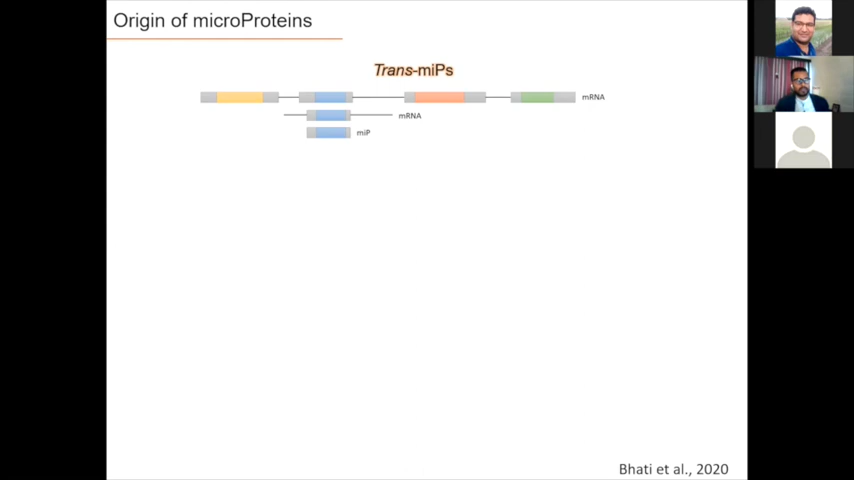 Origin of microProteins
Trans-miPs
mRNA
mRNA
miP
Bhati et al., 2020